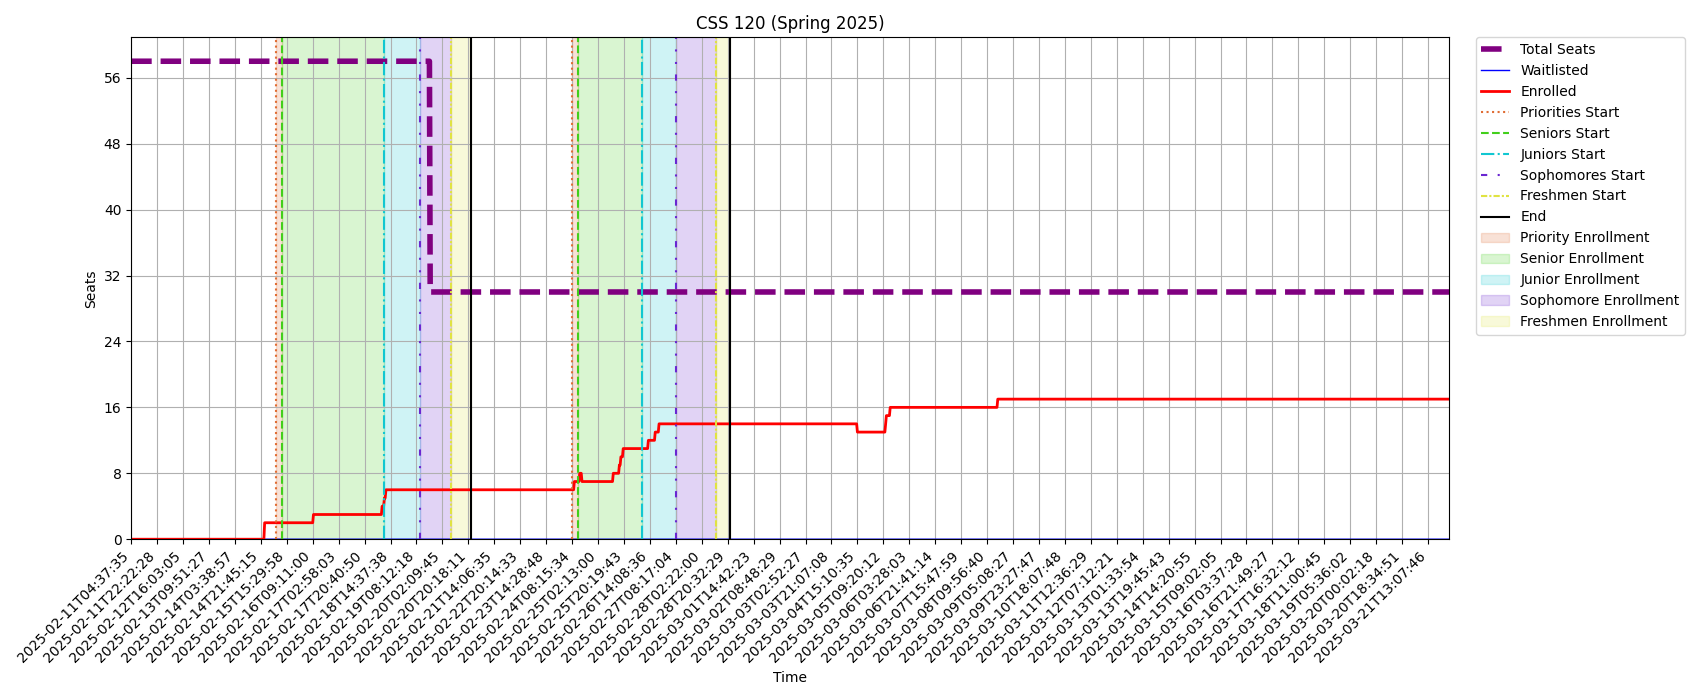 CSS 120 (Spring 2025)
Total Seats
Waitlisted
Enrolled
Priorities Start
Seniors Start
Juniors Start
Sophomores Start
Freshmen Start
End
Priority Enrollment
Senior Enrollment
Junior Enrollment
Sophomore Enrollment
Freshmen Enrollment
Seats
56
48
40
32
24
16
8
0
2025-02-11T04:37:35
2025-02-11T22:22:28
2025-02-12T16:03:05
2025-02-13T09:51:27
2025-02-14T03:38:57
2025-02-14T21:45:15
2025-02-15T15:29:58
2025-02-16T09:11:00
2025-02-17T02:58:03
2025-02-17T20:40:50
2025-02-18T14:37:38
2025-02-19T08:12:18
2025-02-20T02:09:45
2025-02-20T20:18:11
2025-02-21T14:06:35
2025-02-22T20:14:33
2025-02-23T14:28:48
2025-02-24T08:15:34
2025-02-25T02:13:00
2025-02-25T20:19:43
2025-02-26T14:08:36
2025-02-27T08:17:04
2025-02-28T02:22:00
2025-02-28T20:32:29
2025-03-01T14:42:23
2025-03-02T08:48:29
2025-03-03T02:52:27
2025-03-03T21:07:08
2025-03-04T15:10:35
2025-03-05T09:20:12
2025-03-06T03:28:03
2025-03-06T21:41:14
2025-03-07T15:47:59
2025-03-08T09:56:40
2025-03-09T05:08:27
2025-03-09T23:27:47
2025-03-10T18:07:48
2025-03-11T12:36:29
2025-03-12T07:12:21
2025-03-13T01:33:54
2025-03-13T19:45:43
2025-03-14T14:20:55
2025-03-15T09:02:05
2025-03-16T03:37:28
2025-03-16T21:49:27
2025-03-17T16:32:12
2025-03-18T11:00:45
2025-03-19T05:36:02
2025-03-20T00:02:18
2025-03-20T18:34:51
2025-03-21T13:07:46
Time